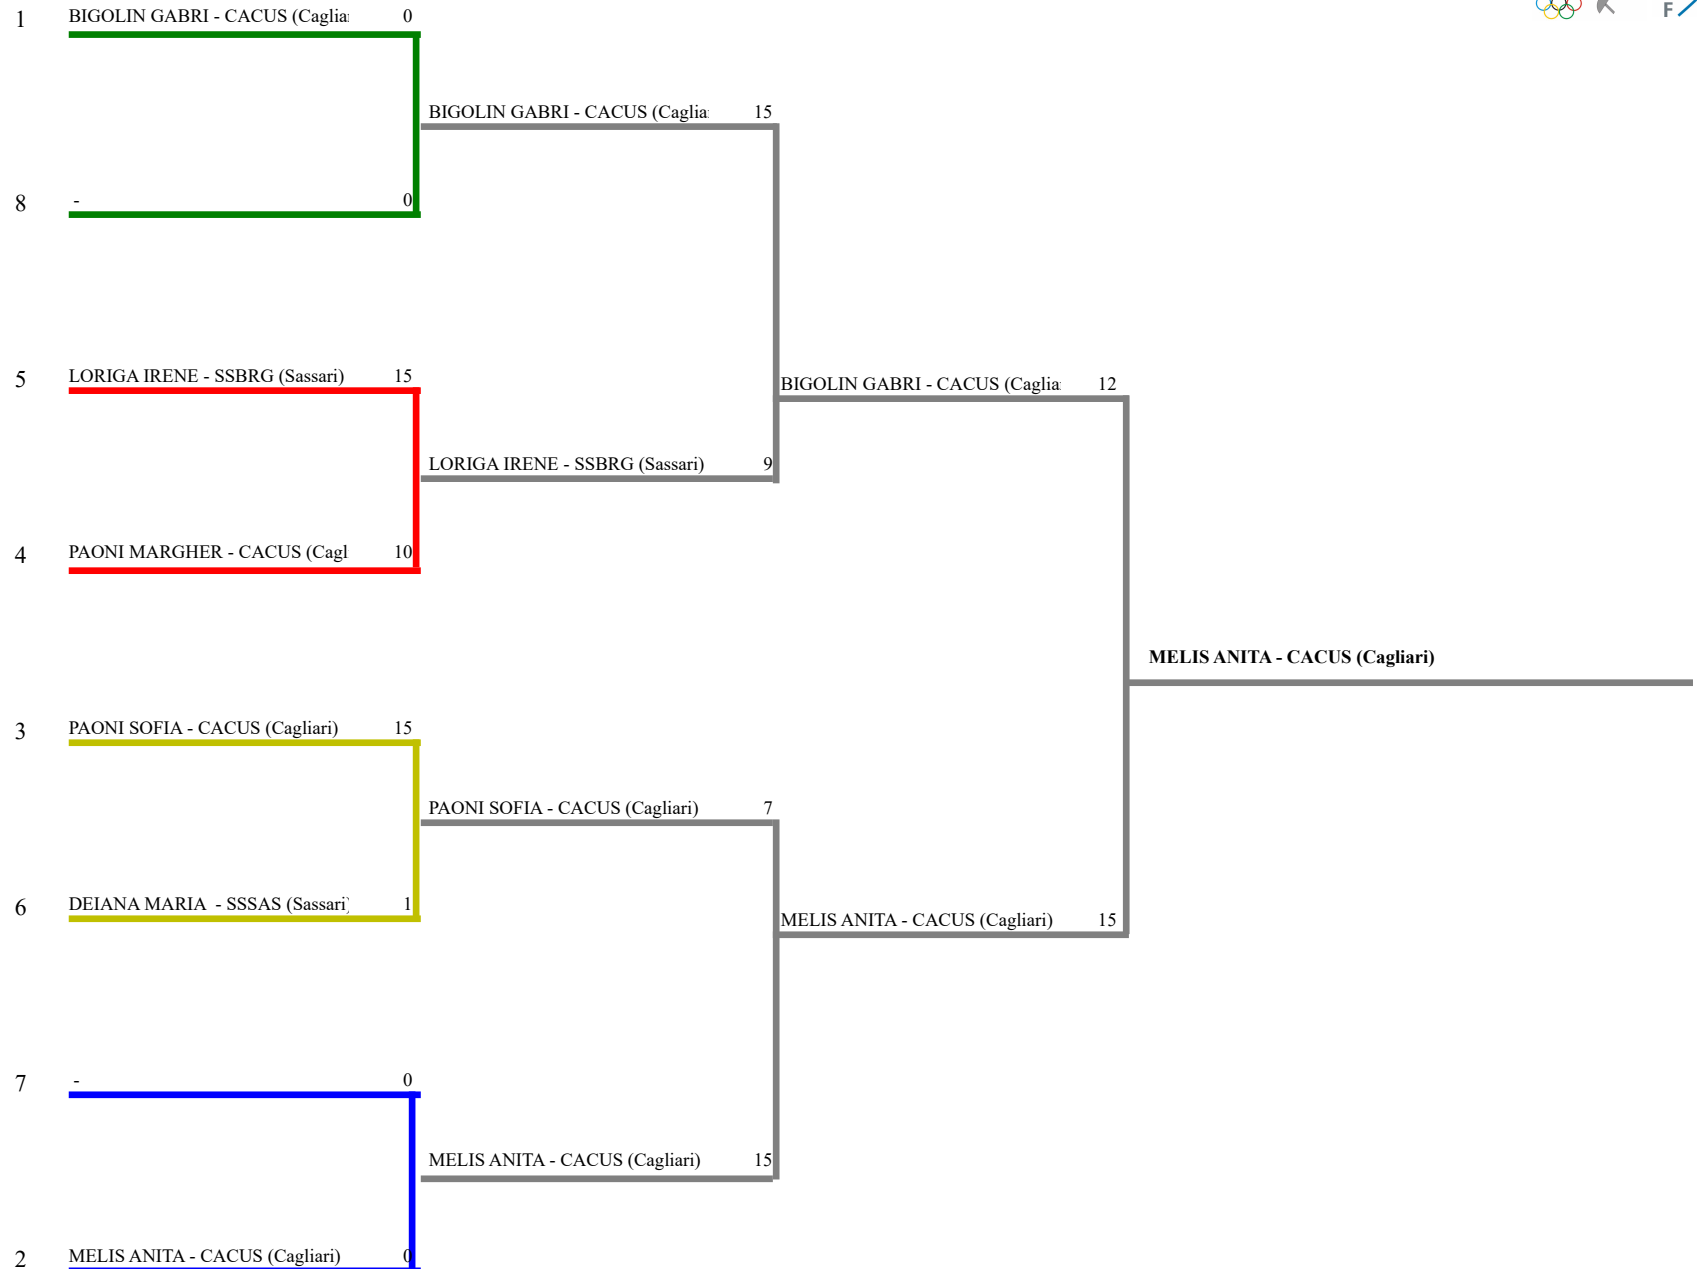 1 BIGOLIN GABRI - CACUS (Caglia 0
F
BIGOLIN GABRI - CACUS (Caglia 15
8 - 0
5 LORIGA IRENE - SSBRG (Sassari) 15
BIGOLIN GABRI - CACUS (Caglia 12
LORIGA IRENE - SSBRG (Sassari) 9
4 PAONI MARGHER - CACUS (Cagl 10
MELIS ANITA - CACUS (Cagliari)
3 PAONI SOFIA - CACUS (Cagliari) 15
PAONI SOFIA - CACUS (Cagliari) 7
6 DEIANA MARIA - SSSAS (Sassari) 1
MELIS ANITA - CACUS (Cagliari) 15
7 - 0
MELIS ANITA - CACUS (Cagliari) 15
2 MELIS ANITA - CACUS (Cagliari) 0